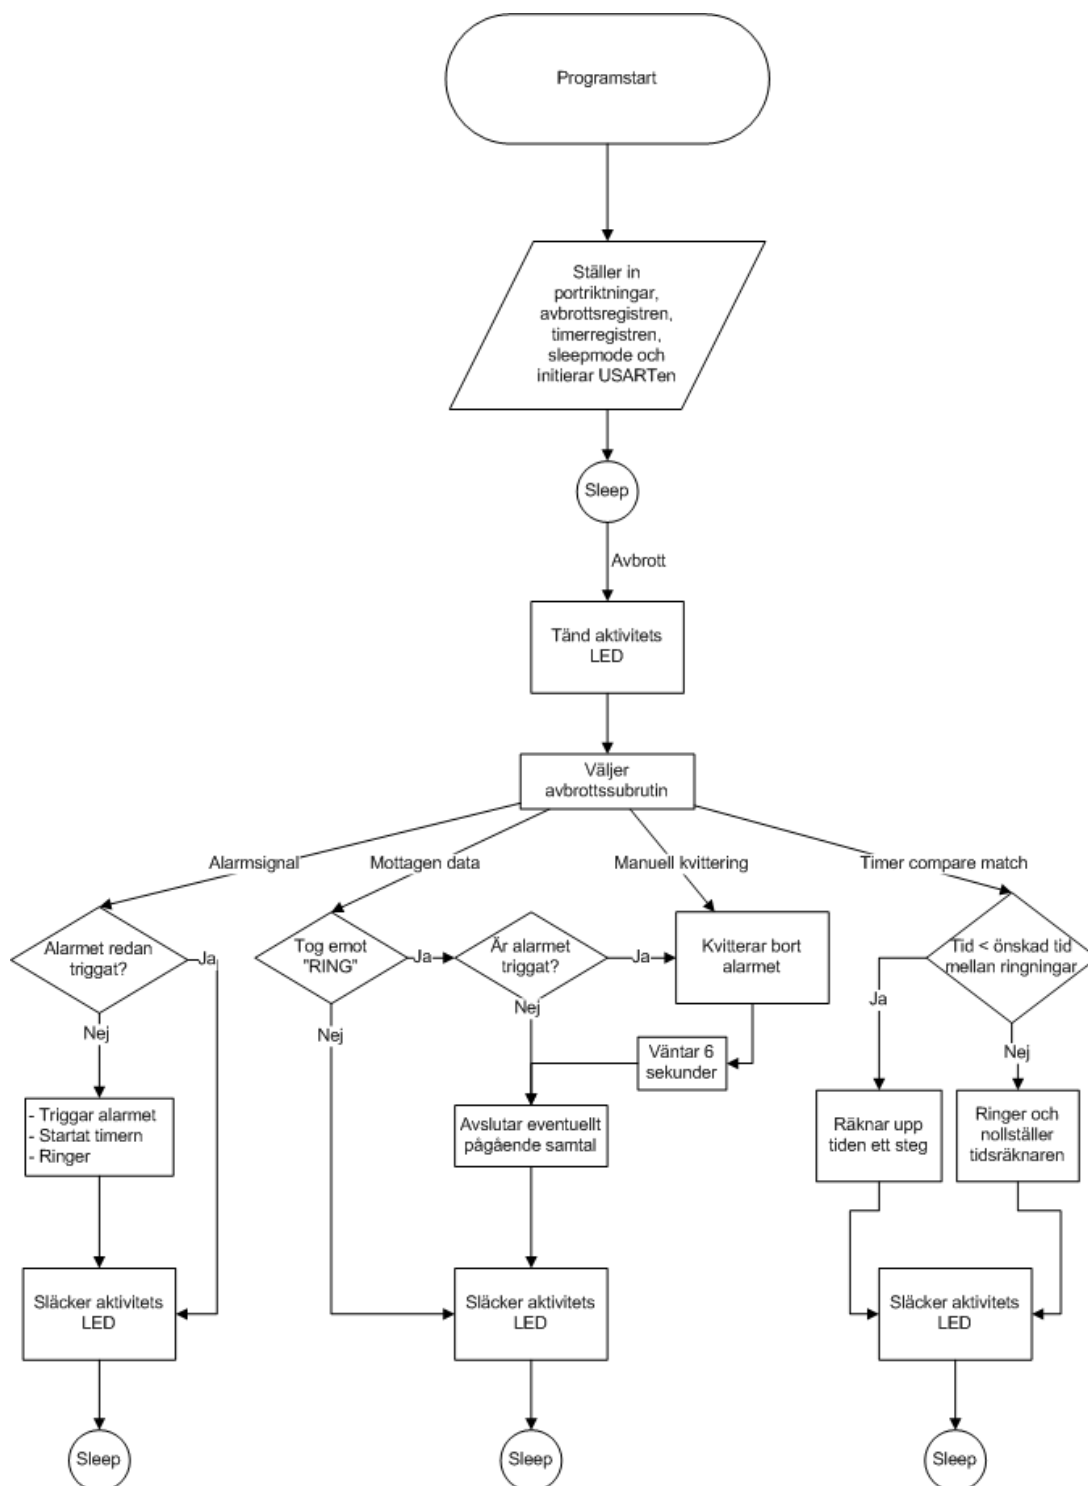 Programstart
Ställer in
portriktningar,
avbrottsregistren,
timerregistren,
sleepmode och
initierar USARTen
Sleep
Avbrott
Tänd aktivitets
LED
Väljer
avbrottssubrutin
Alarmsignal
Mottagen data
Manuell kvittering
Timer compare match
Alarmet redan
triggat?
Ja
Nej
- Triggar alarmet
- Startat timern
- Ringer
Släcker aktivitets
LED
Sleep
Tog emot
"RING"
Ja
Nej
Är alarmet
triggat?
Ja
Nej
Kvitterar bort
alarmet
Väntar 6
sekunder
Avslutar eventuellt
pågående samtal
Släcker aktivitets
LED
Sleep
Tid < önskad tid
mellan ringningar
Ja
Nej
Räknar upp
tiden ett steg
Ringer och
nollställer
tidsräknaren
Släcker aktivitets
LED
Sleep